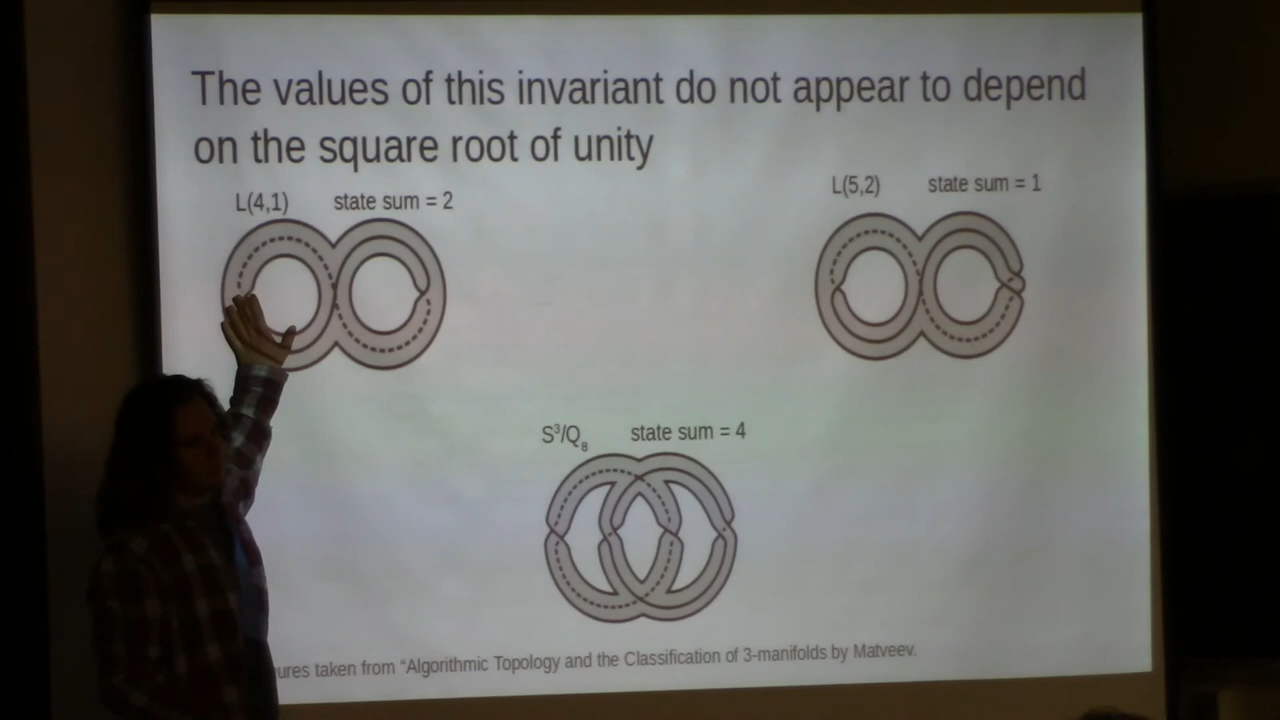 The values of this invariant do not appear to depend
on the square root of unity
L(4,1) state sum = 2
L(5,2) state sum = 1
S³/Q₈ state sum = 4
taken from “Algorithmic Topology and the Classification of 3-manifolds by Matveev.